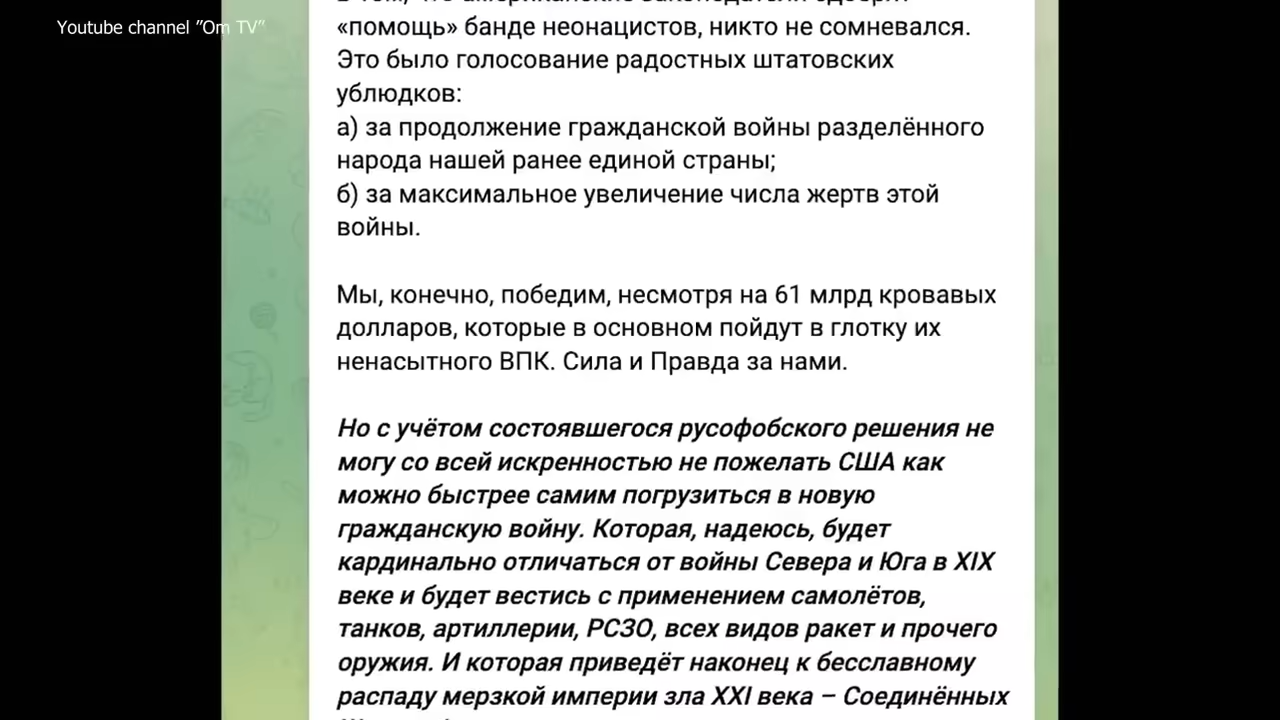 Youtube channel ”Om TV”
«помощь» банде неонацистов, никто не сомневался.
Это было голосование радостных штатовских
ублюдков:
а) за продолжение гражданской войны разделённого
народа нашей ранее единой страны;
б) за максимальное увеличение числа жертв этой
войны.
Мы, конечно, победим, несмотря на 61 млрд кровавых
долларов, которые в основном пойдут в глотку их
ненасытного ВПК. Сила и Правда за нами.
Но с учётом состоявшегося русофобского решения не
могу со всей искренностью не пожелать США как
можно быстрее самим погрузиться в новую
гражданскую войну. Которая, надеюсь, будет
кардинально отличаться от войны Севера и Юга в XIX
веке и будет вестись с применением самолётов,
танков, артиллерии, РСЗО, всех видов ракет и прочего
оружия. И которая приведёт наконец к бесславному
распаду мерзкой империи зла XXI века – Соединённых